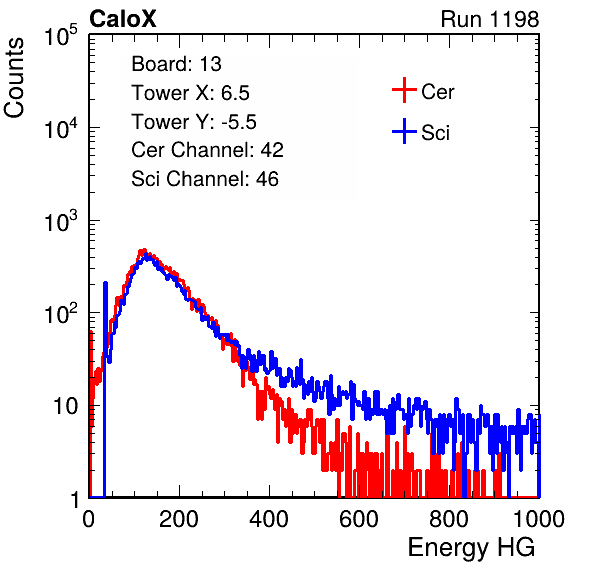 CaloX Run 1198
Counts
10^5
10^4
10^3
10^2
10
1
Board: 13
Tower X: 6.5
Tower Y: -5.5
Cer Channel: 42
Sci Channel: 46
Cer
Sci
0 200 400 600 800 1000
Energy HG